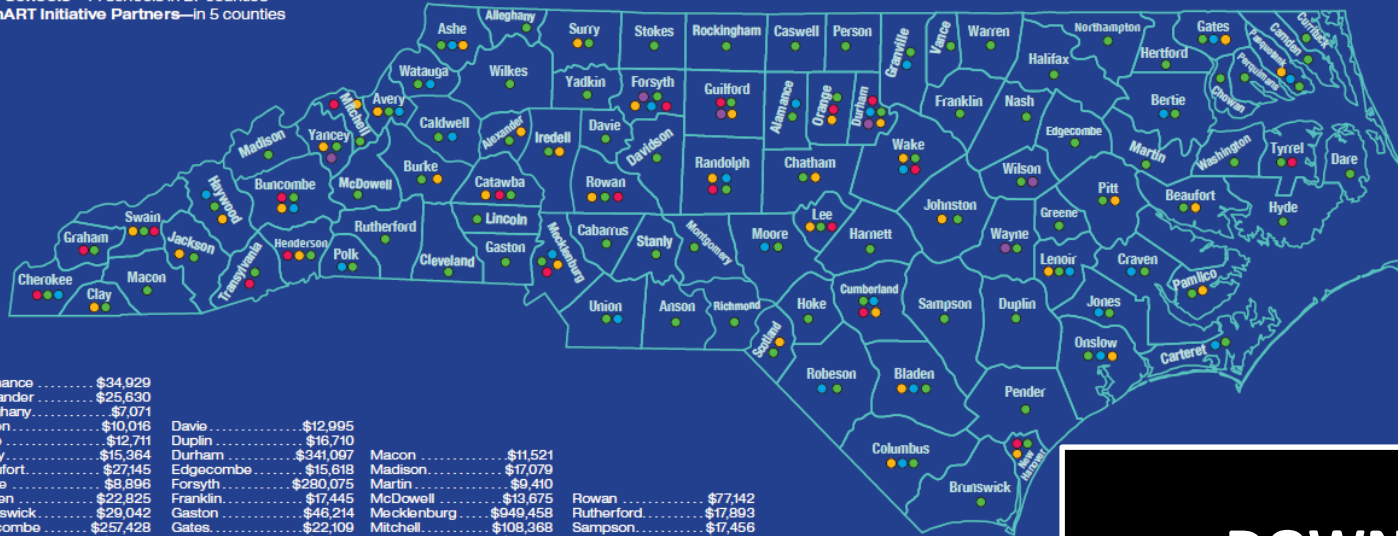 in 5 counties
nART Initiative Partners—in 5 counties
Alleghany
Ashe
Surry
Stokes
Rockingham
Caswell
Person
Granville
Vance
Warren
Northampton
Gates
Currituck
Camden
Pasquotank
Perquimans
Chowan
Halifax
Hertford
Watauga
Wilkes
Yadkin
Forsyth
Guilford
Alamance
Orange
Durham
Franklin
Nash
Bertie
Mitchell
Avery
Caldwell
Alexander
Iredell
Davie
Davidson
Edgecombe
Madison
Yancey
Wake
Martin
Washington
Tyrrel
Dare
Burke
Randolph
Chatham
Wilson
Haywood
Buncombe
McDowell
Catawba
Rowan
Pitt
Beaufort
Hyde
Swain
Rutherford
Lincoln
Johnston
Greene
Graham
Jackson
Transylvania
Henderson
Polk
Cleveland
Gaston
Mecklenburg
Cabarrus
Stanly
Montgomery
Moore
Lee
Harnett
Wayne
Lenoir
Craven
Pamlico
Cherokee
Clay
Macon
Union
Anson
Richmond
Scotland
Hoke
Cumberland
Sampson
Duplin
Jones
Onslow
Carteret
Robeson
Bladen
Pender
Columbus
New Hanover
Brunswick
nance ......... $34,929
ander ......... $25,630
hany ......... $7,071
on ......... $10,016
......... $12,711
y ......... $15,364
fort ......... $27,145
e ......... $8,896
en ......... $22,825
swick ......... $29,042
combe ......... $257,428
Davie ......... $12,995
Duplin ......... $16,710
Durham ......... $341,097
Edgecombe ......... $15,618
Forsyth ......... $280,075
Franklin ......... $17,445
Gaston ......... $46,214
Gates ......... $22,109
Macon ......... $11,521
Madison ......... $17,079
Martin ......... $9,410
McDowell ......... $13,675
Mecklenburg ......... $949,458
Mitchell ......... $108,368
Rowan ......... $77,142
Rutherford ......... $17,893
Sampson ......... $17,456
DOWN